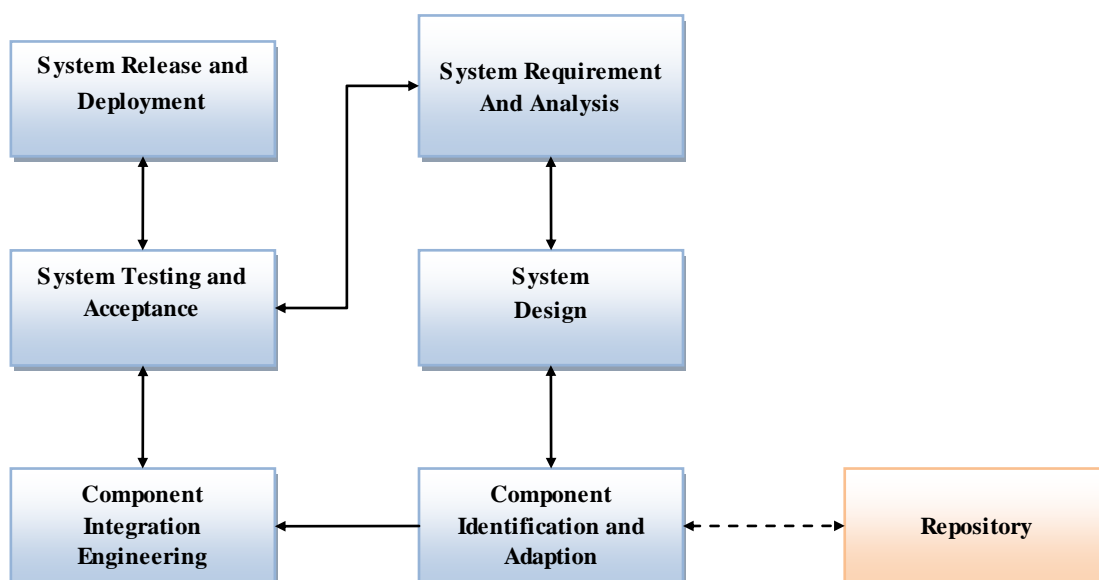 System Release and
Deployment
System Requirement
And Analysis
System Testing and
Acceptance
System
Design
Component
Integration
Engineering
Component
Identification and
Adaption
Repository